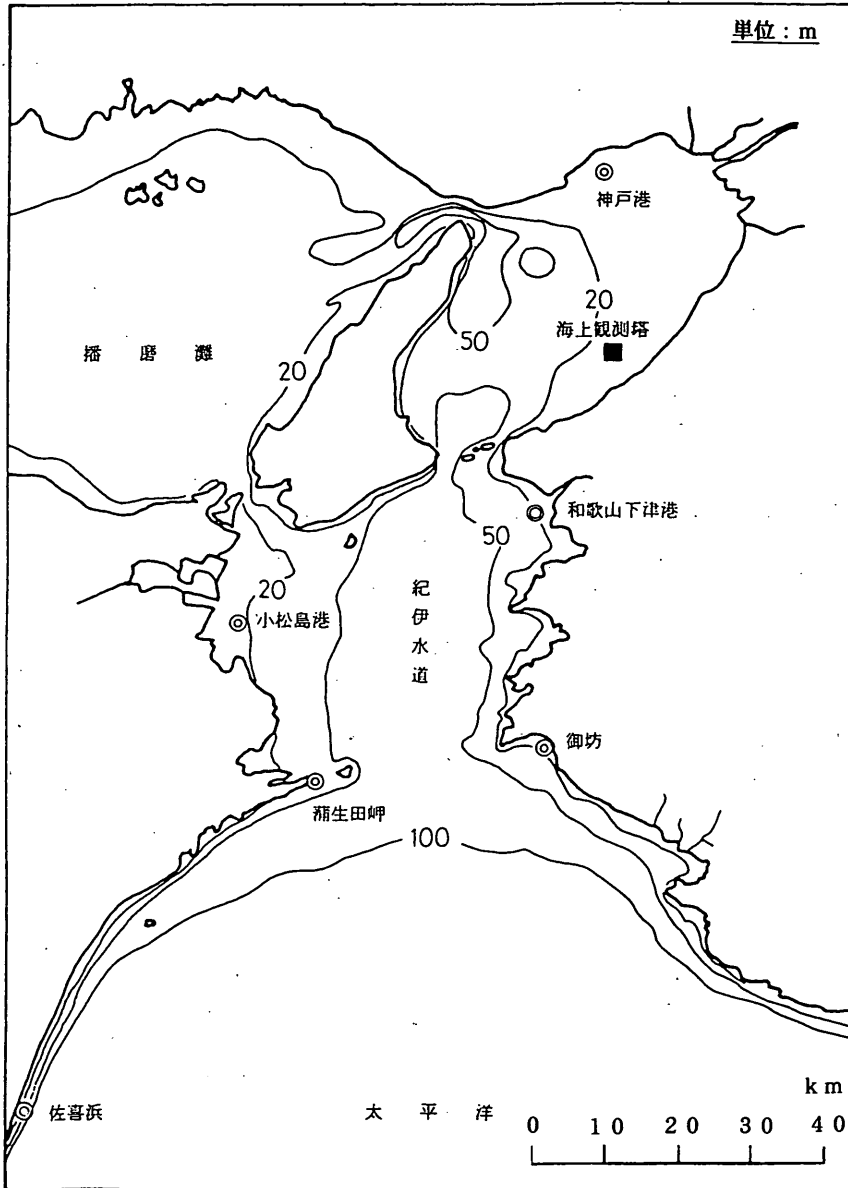 単位：m
神戸港
20
海上観測塔
50
播磨灘
20
和歌山下津港
50
紀伊水道
20
小松島港
御坊
蒲生田岬
100
佐喜浜
太平洋
km
0 10 20 30 40